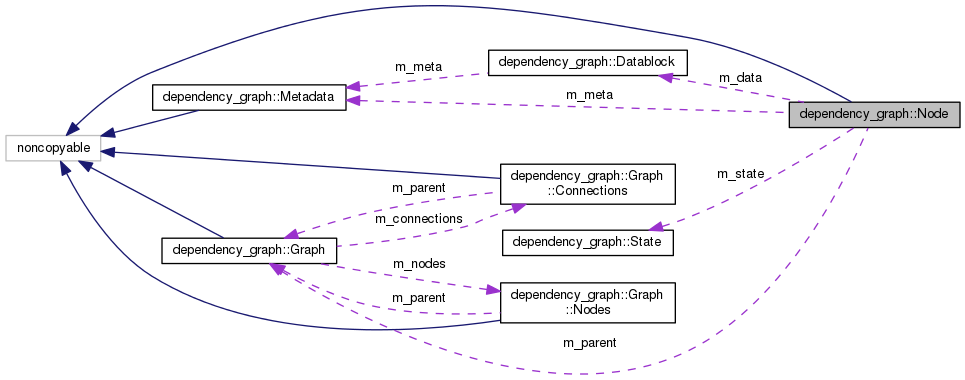 dependency_graph::Datablock
m_meta
m_data
dependency_graph::Metadata
m_meta
dependency_graph::Node
noncopyable
dependency_graph::Graph
::Connections
m_parent
m_state
m_connections
dependency_graph::State
dependency_graph::Graph
m_nodes
dependency_graph::Graph
::Nodes
m_parent
m_parent